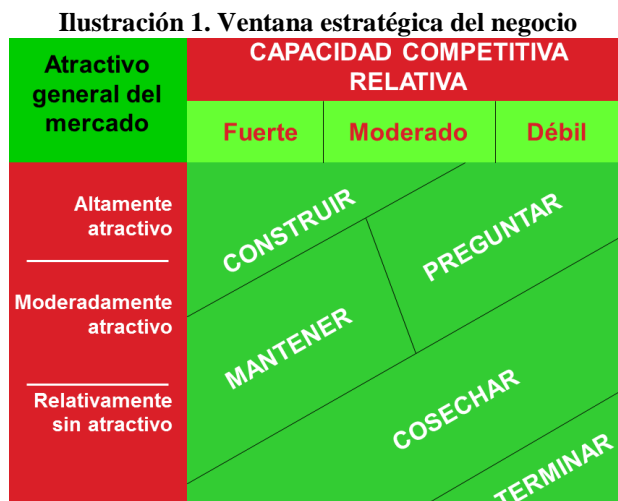 Ilustración 1. Ventana estratégica del negocio
Atractivo
general del
mercado
CAPACIDAD COMPETITIVA
RELATIVA
Fuerte
Moderado
Débil
Altamente
atractivo
Moderadamente
atractivo
Relativamente
sin atractivo
CONSTRUIR
PREGUNTAR
MANTENER
COSECHAR
TERMINAR